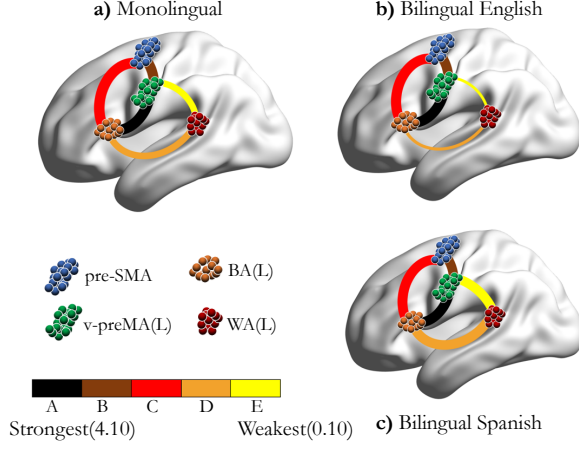 a) Monolingual
b) Bilingual English
pre-SMA
BA(L)
v-preMA(L)
WA(L)
A B C D E
Strongest(4.10) Weakest(0.10)
c) Bilingual Spanish